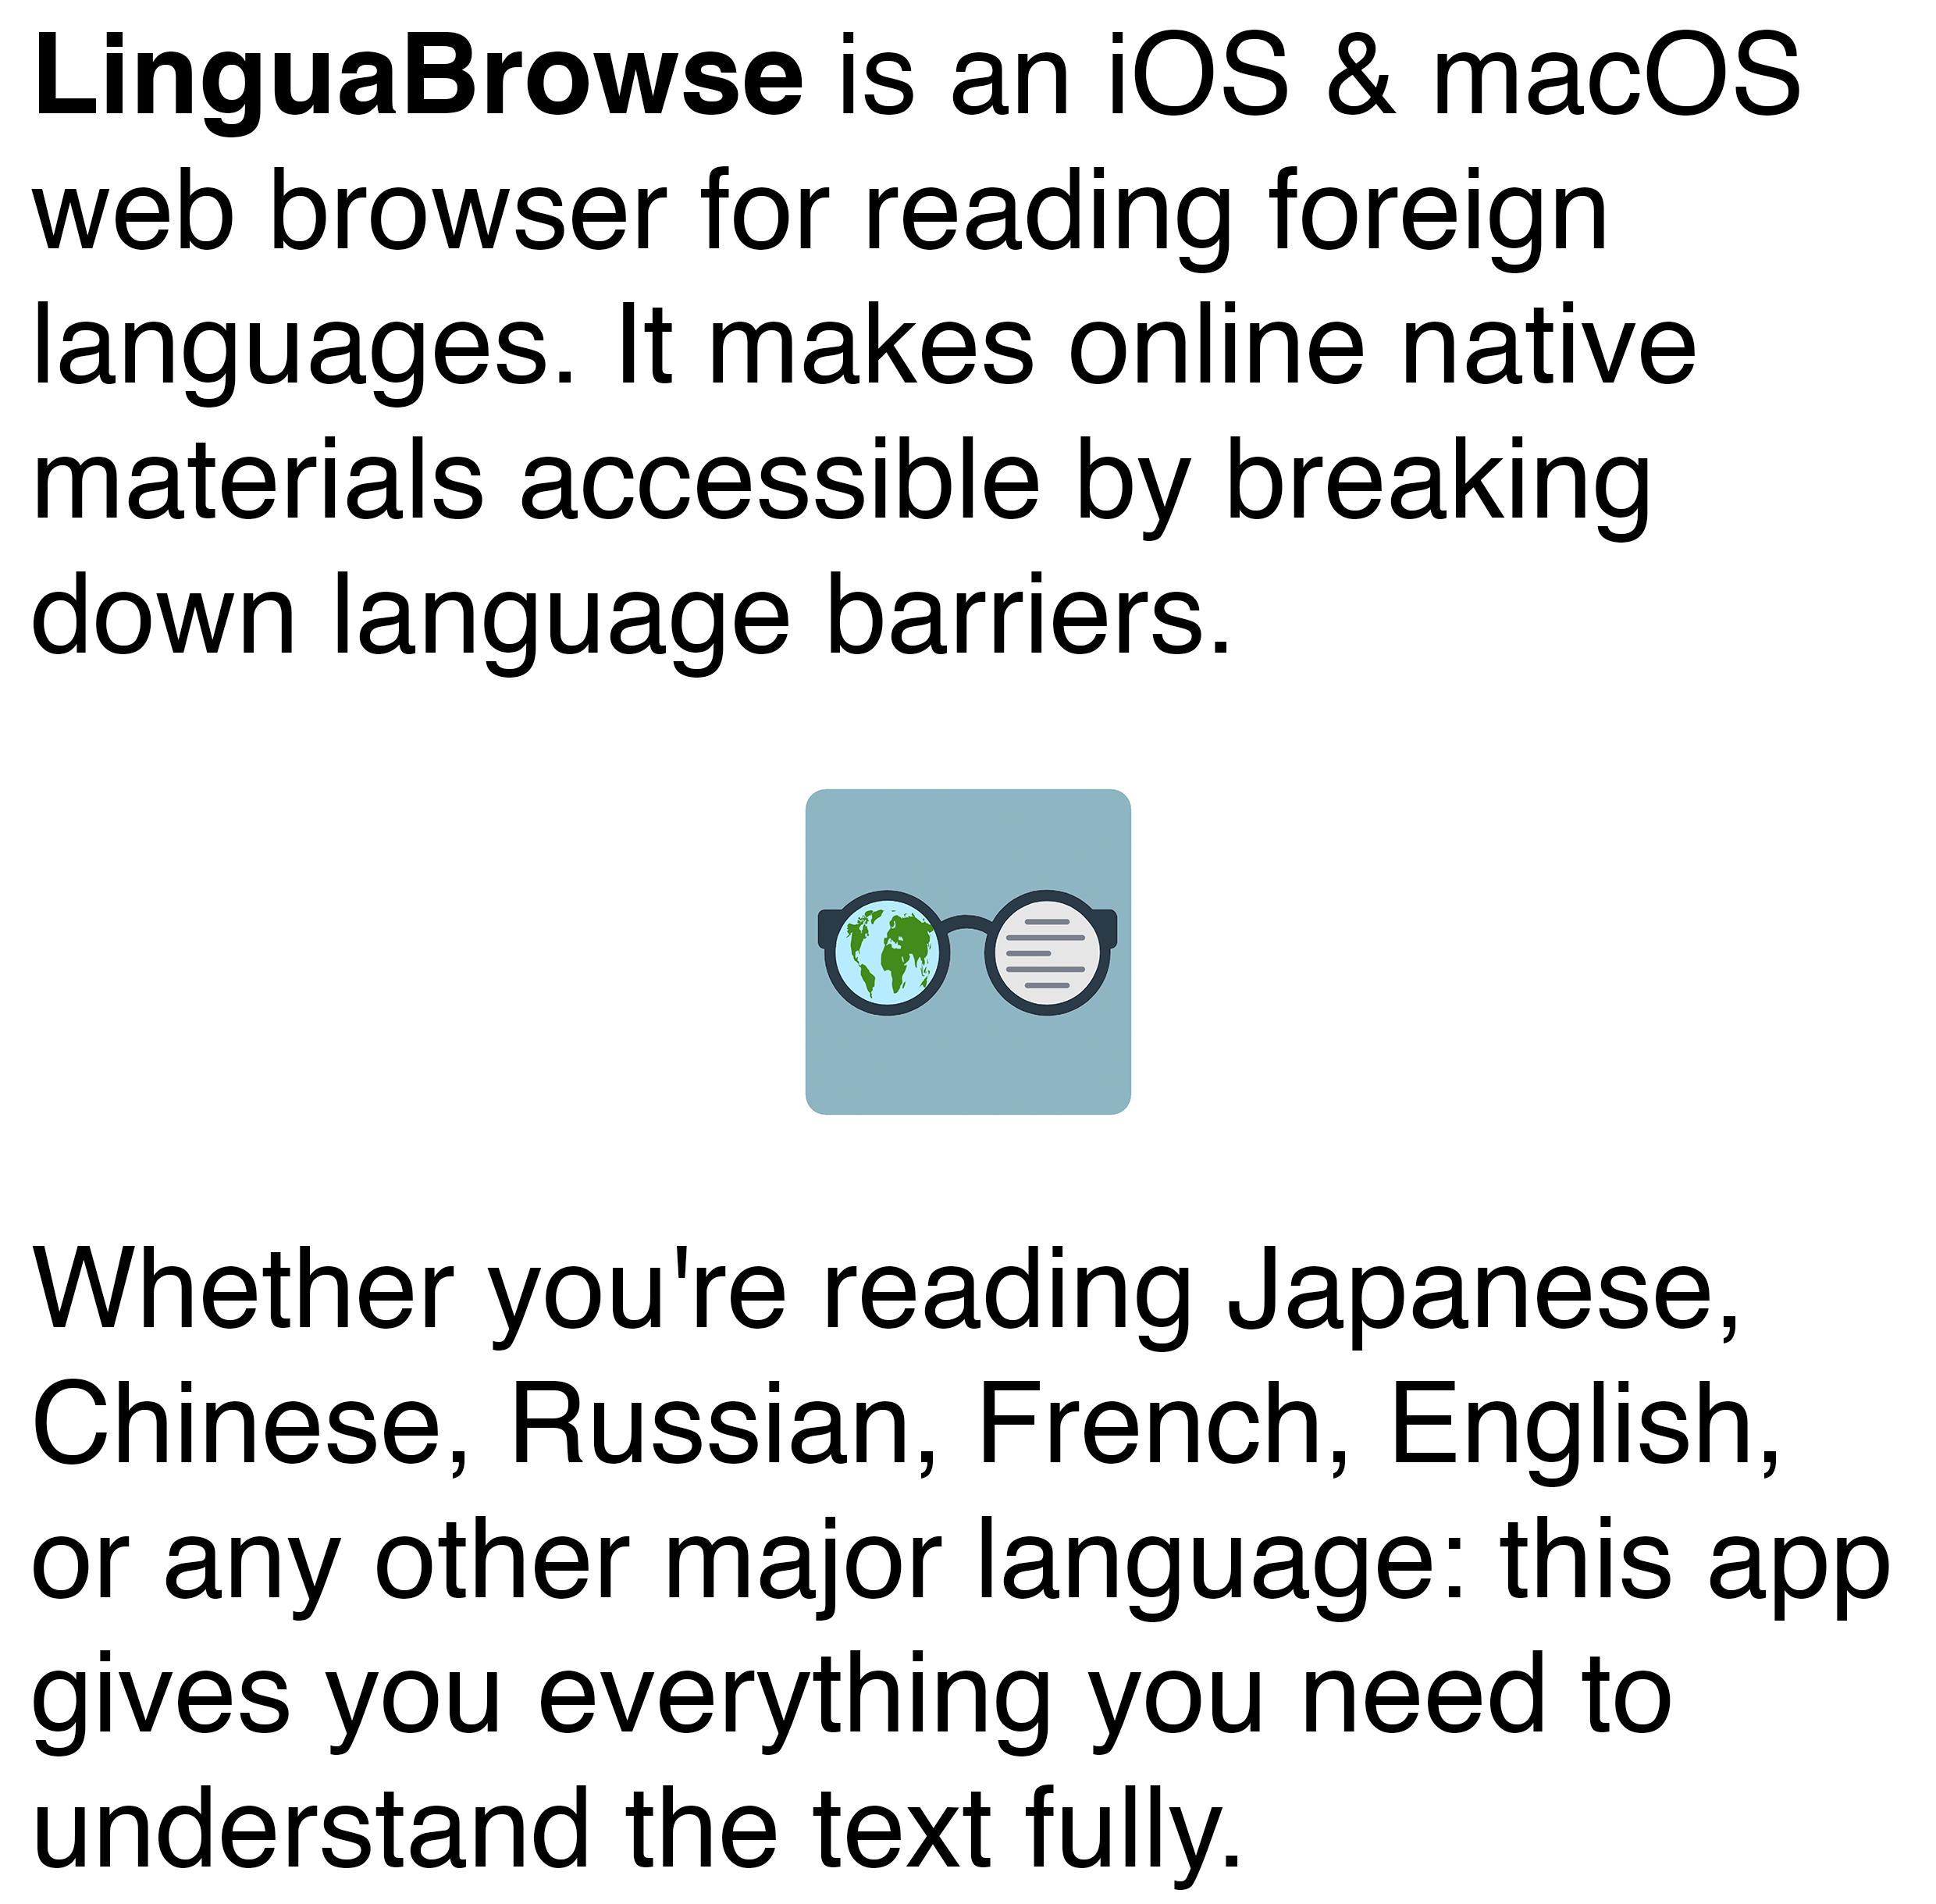 LinguaBrowse is an iOS & macOS
web browser for reading foreign
languages. It makes online native
materials accessible by breaking
down language barriers.
Whether you're reading Japanese,
Chinese, Russian, French, English,
or any other major language: this app
gives you everything you need to
understand the text fully.